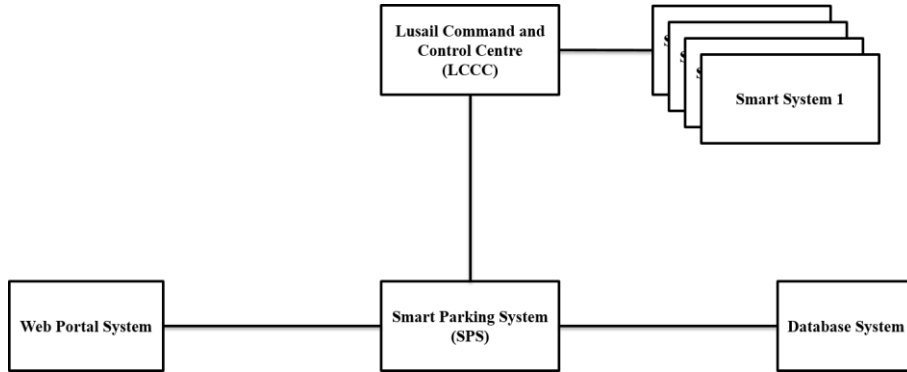 Lusail Command and
Control Centre
(LCCC)
S
S
S
Smart System 1
Web Portal System
Smart Parking System
(SPS)
Database System